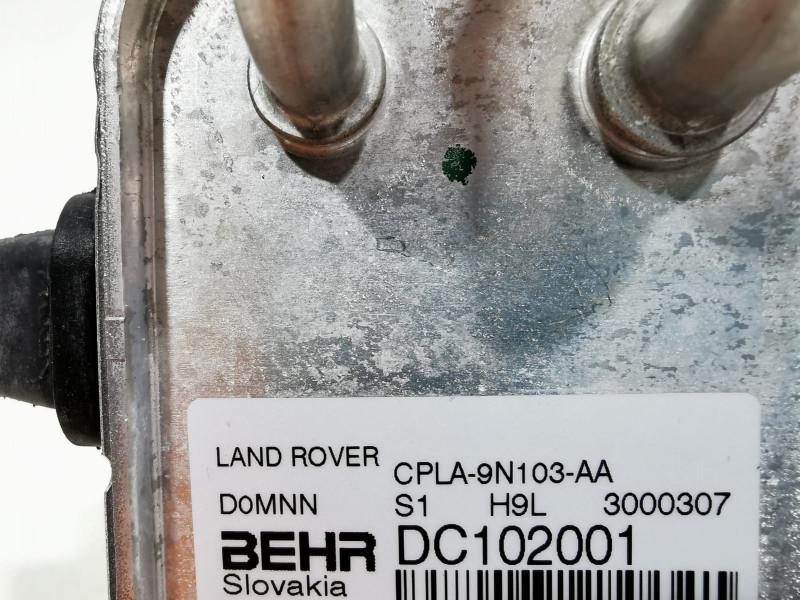 LAND ROVER CPLA-9N103-AA
D0MNN S1 H9L 3000307
BEHR DC102001
Slovakia